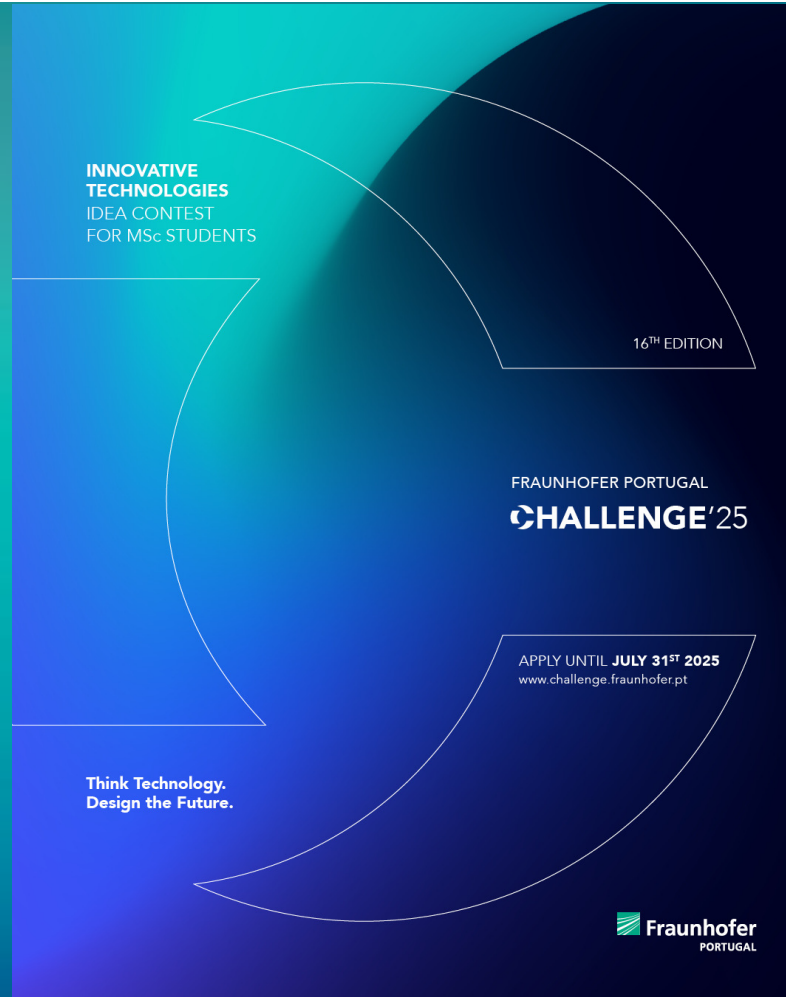 INNOVATIVE
TECHNOLOGIES
IDEA CONTEST
FOR MSc STUDENTS
16TH EDITION
FRAUNHOFER PORTUGAL
CHALLENGE'25
APPLY UNTIL JULY 31ST 2025
www.challenge.fraunhofer.pt
Think Technology.
Design the Future.
Fraunhofer
PORTUGAL